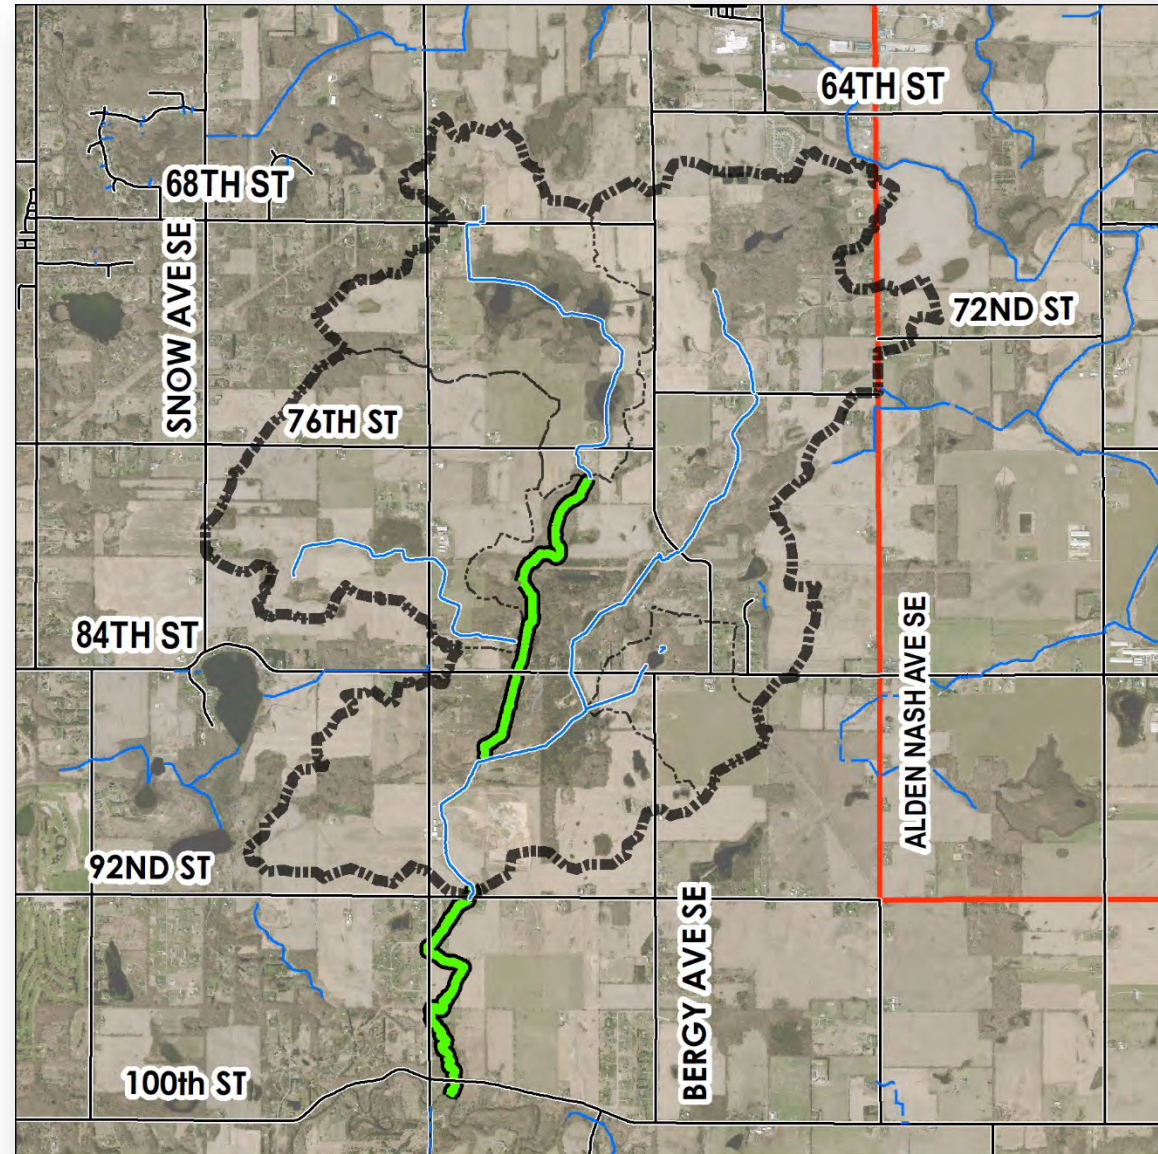 64TH ST
68TH ST
SNOW AVE SE
72ND ST
76TH ST
84TH ST
ALDEN NASH AVE SE
92ND ST
BERGY AVE SE
100th ST